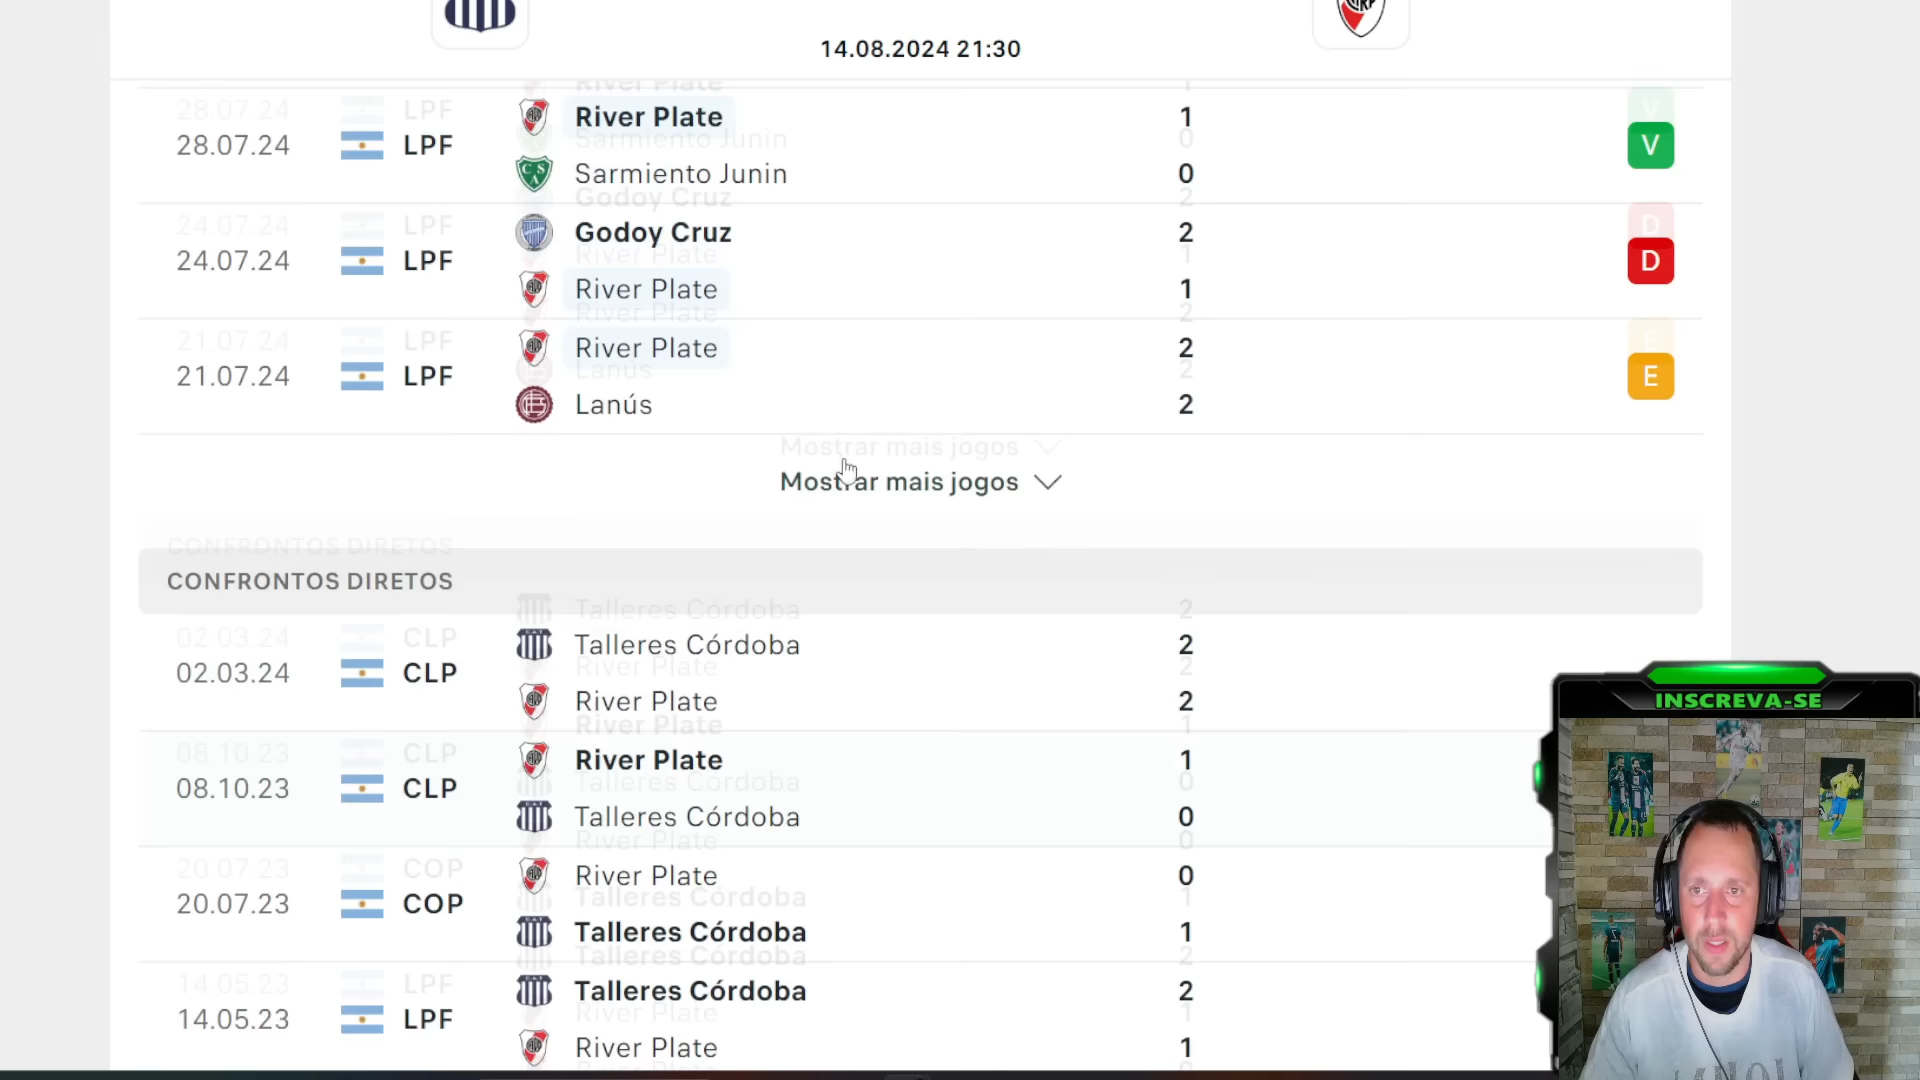 14.08.2024 21:30
28.07.24 LPF River Plate 1 V
Sarmiento Junin 0
24.07.24 LPF Godoy Cruz 2 D
River Plate 1
21.07.24 LPF River Plate 2 E
Lanús 2
Mostrar mais jogos
CONFRONTOS DIRETOS
02.03.24 CLP Talleres Córdoba 2
River Plate 2
08.10.23 CLP River Plate 1
Talleres Córdoba 0
20.07.23 COP River Plate 0
Talleres Córdoba 1
14.05.23 LPF Talleres Córdoba 2
River Plate 1
INSCREVA-SE